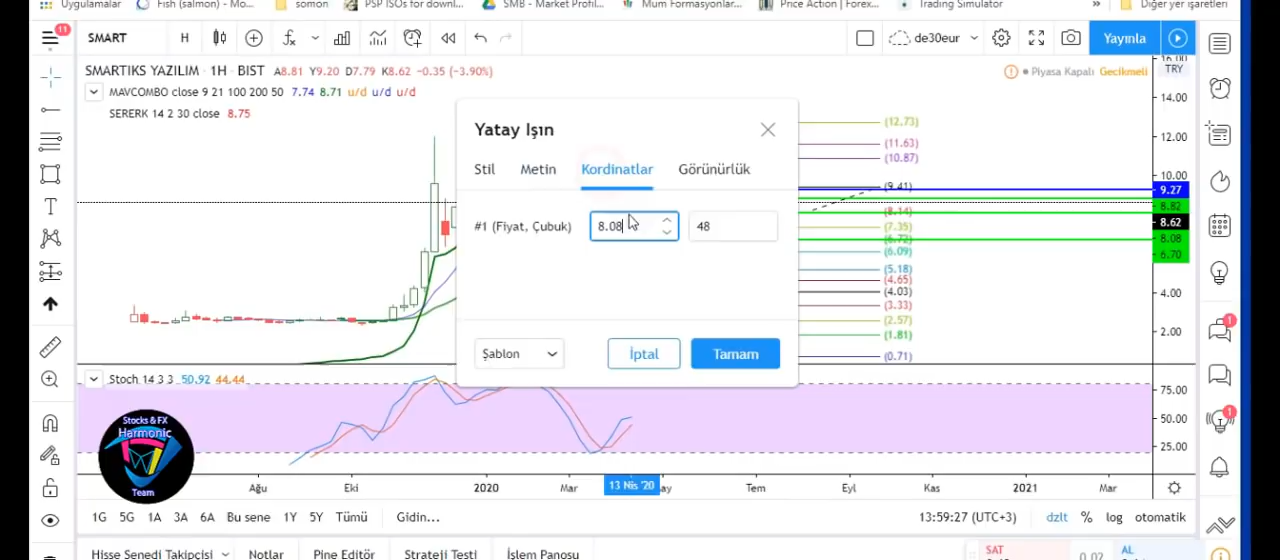 Uygulamalar Fish (salmon) - Mo... somon PSP ISOs for downl... SMB - Market Profil... Mum Formasyonlar... Price Action | Forex... Trading Simulator » Diğer yer işaretleri
11 SMART H de30eur Yayınla
SMARTIKS YAZILIM · 1H · BIST A8.81 Y9.20 D7.79 K8.62 -0.35 (-3.90%)
Piyasa Kapalı Gecikmeli
MAVCOMBO close 9 21 100 200 50 7.74 8.71 u/d u/d u/d
SERERK 14 2 30 close 8.75
Yatay Işın
Stil Metin Kordinatlar Görünürlük
#1 (Fiyat, Çubuk) 8.08 48
Şablon İptal Tamam
(12.73)
(11.63)
(10.87)
(9.41)
(8.14)
(7.35)
(6.72)
(6.09)
(5.18)
(4.65)
(4.03)
(3.33)
(2.57)
(1.81)
(0.71)
16.00
TRY
14.00
12.00
10.00
9.27
8.82
8.62
8.08
6.70
4.00
2.00
Stoch 14 3 3 50.92 44.44
75.00
50.00
25.00
Stocks & FX
Harmonic
Team
Ağu Eki 2020 Mar 13 Nis '20 ay Tem Eyl Kas 2021 Mar
1G 5G 1A 3A 6A Bu sene 1Y 5Y Tümü Gidin... 13:59:27 (UTC+3) dzlt % log otomatik
Hisse Senedi Takipçisi Notlar Pine Editör Strateji Testi İşlem Panosu
SAT 0.02 AL
1
1